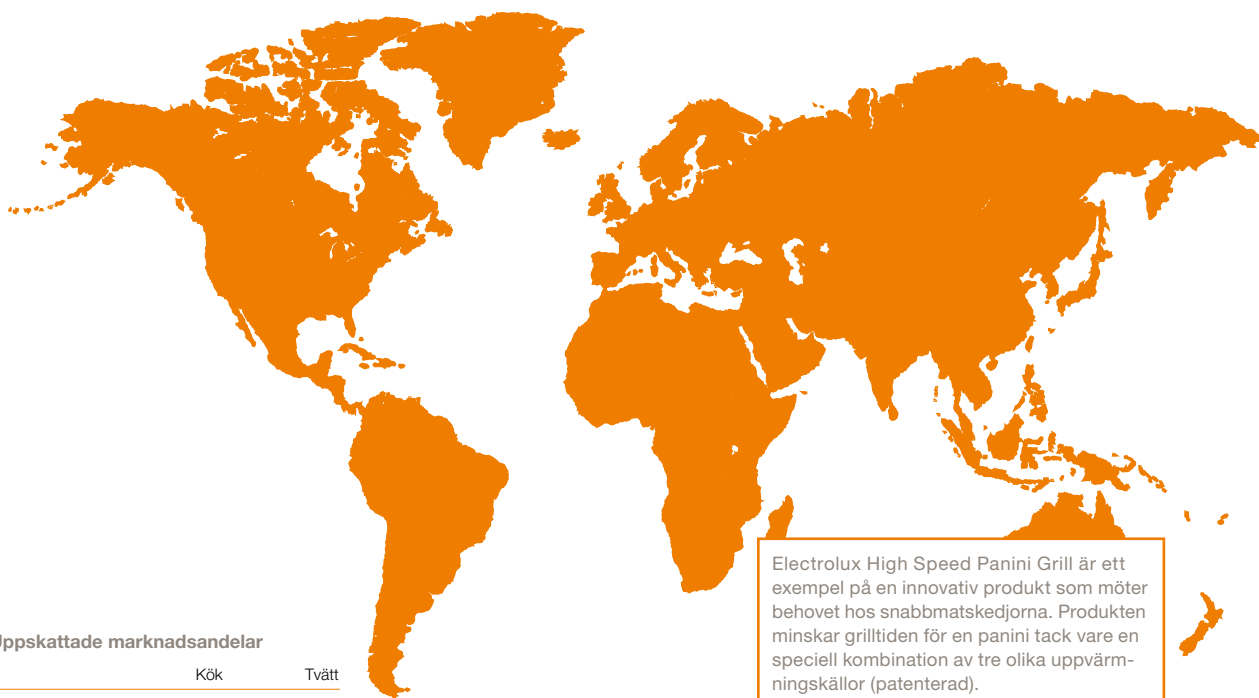 Uppskattade marknadsandelar
Kök Tvätt
Electrolux High Speed Panini Grill är ett
exempel på en innovativ produkt som möter
behovet hos snabbmatskedjorna. Produkten
minskar grilltiden för en panini tack vare en
speciell kombination av tre olika uppvärm-
ningskällor (patenterad).